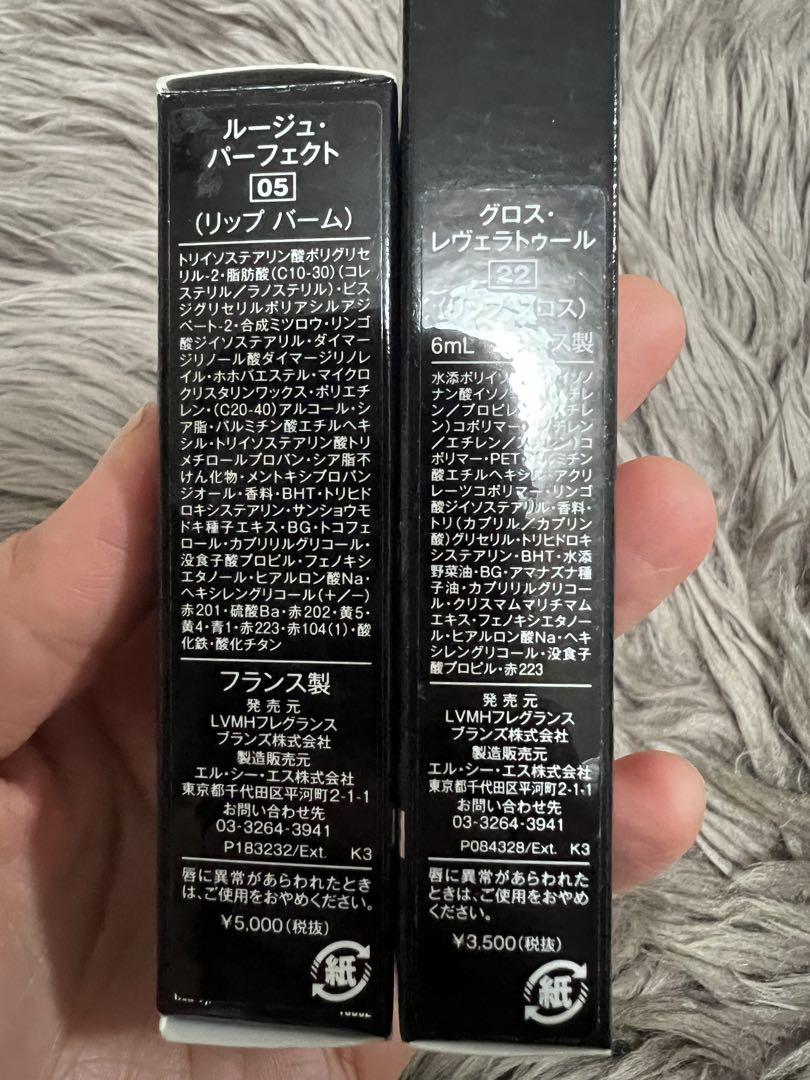 ルージュ・
パーフェクト
05
(リップ バーム)
トリイソステアリン酸ポリグリセ
リル-2・脂肪酸(C10-30)(コレ
ステリル/ラノステリル)・ビス
ジグリセリルポリアシルアジ
ペート-2・合成ミツロウ・リンゴ
酸ジイソステアリル・ダイマー
ジリノール酸ダイマージリノレ
イル・ホホバエステル・マイクロ
クリスタリンワックス・ポリエチ
レン・(C20-40)アルコール・シ
ア脂・パルミチン酸エチルヘキ
シル・トリイソステアリン酸トリ
メチロールプロパン・シア脂不
けん化物・メントキシプロパン
ジオール・香料・BHT・トリヒド
ロキシステアリン・サンショウモ
ドキ種子エキス・BG・トコフェ
ロール・カプリリルグリコール・
没食子酸プロピル・フェノキシ
エタノール・ヒアルロン酸Na・
ヘキシレングリコール(+/-)
赤201・硫酸Ba・赤202・黄5・
黄4・青1・赤223・赤104(1)・酸
化鉄・酸化チタン
フランス製
発売元
LVMHフレグランス
ブランズ株式会社
製造販売元
エル・シー・エス株式会社
東京都千代田区平河町2-1-1
お問い合わせ先
03-3264-3941
P183232/Ext. K3
唇に異常があらわれたとき
は、ご使用をおやめください。
¥5,000(税抜)
紙
グロス・
レヴェラトゥール
22
ロス)
6mL ス製
水添ポリイソ イソノ
ナン酸イソノ チレ
ン/プロピレ チレ
ン)コポリマー・ チレン
/エチレン/ レン)コ
ポリマー・PET・ ルミチン
酸エチルヘキシル・アクリ
レーツコポリマー・リンゴ
酸ジイソステアリル・香料・
トリ(カプリル/カプリン
酸)グリセリル・トリヒドロキ
システアリン・BHT・水添
野菜油・BG・アマナズナ種
子油・カプリリルグリコー
ル・クリスマムマリチマム
エキス・フェノキシエタノー
ル・ヒアルロン酸Na・ヘキ
シレングリコール・没食子
酸プロピル・赤223
発売元
LVMHフレグランス
ブランズ株式会社
製造販売元
エル・シー・エス株式会社
東京都千代田区平河町2-1-1
お問い合わせ先
03-3264-3941
P084328/Ext. K3
唇に異常があらわれた
ときは、ご使用をおやめ
ください。
¥3,500(税抜)
紙